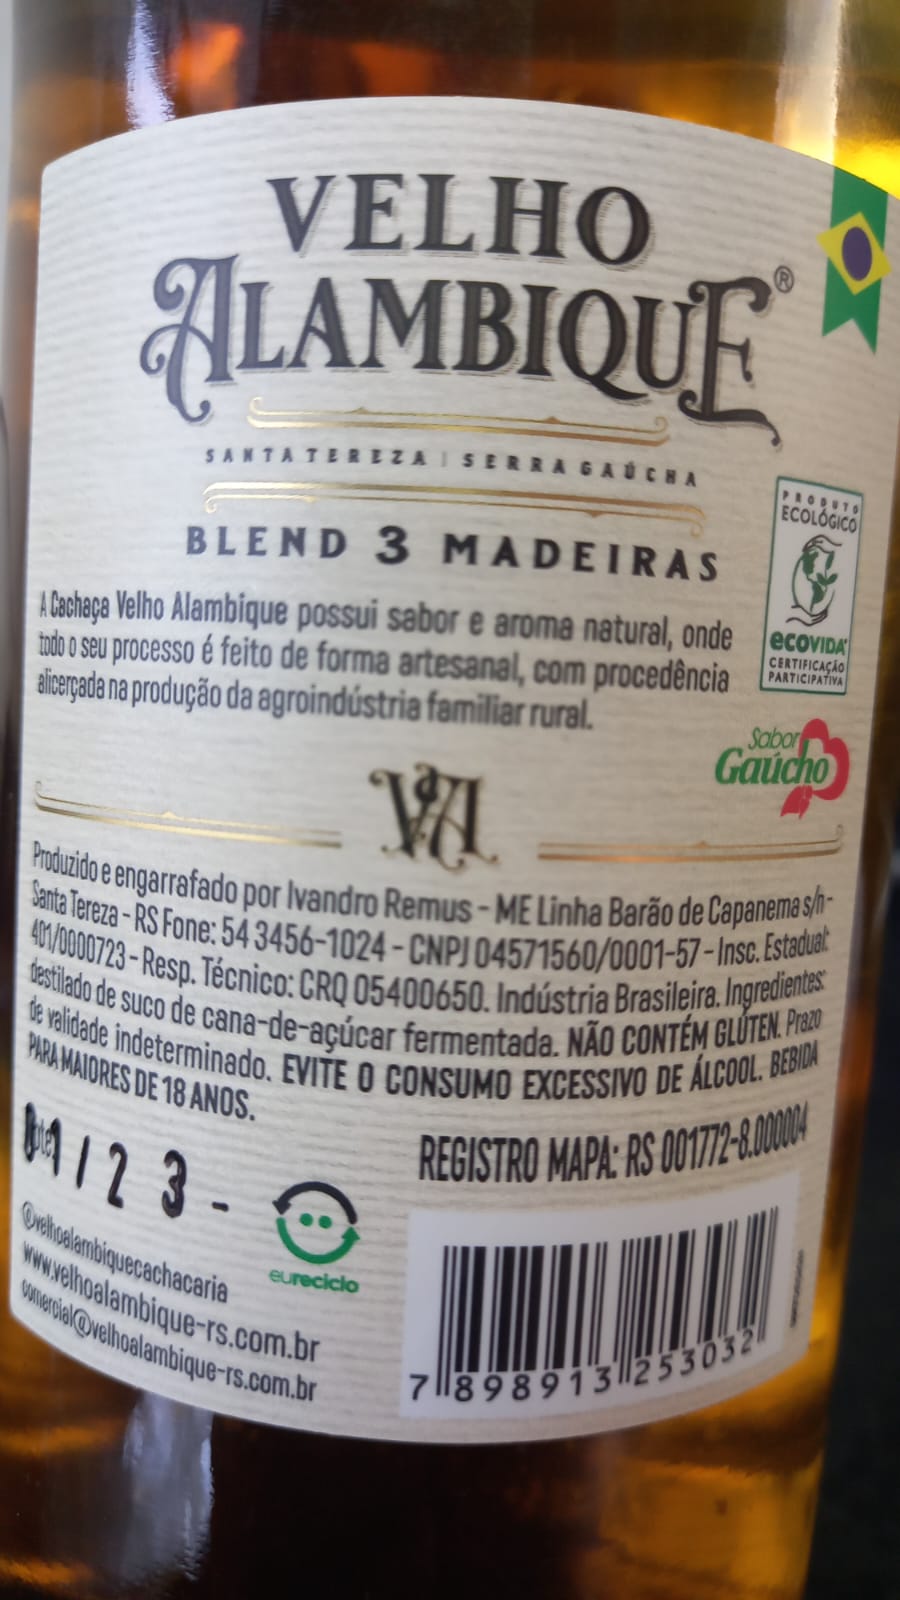 VELHO
ALAMBIQUE®
SANTA TEREZA | SERRA GAÚCHA
BLEND 3 MADEIRAS
A Cachaça Velho Alambique possui sabor e aroma natural, onde
todo o seu processo é feito de forma artesanal, com procedência
alicerçada na produção da agroindústria familiar rural.
PRODUTO
ECOLÓGICO
ECOVIDA
CERTIFICAÇÃO
PARTICIPATIVA
Sabor
Gaúcho
VdA
Produzido e engarrafado por Ivandro Remus - ME Linha Barão de Capanema s/n -
Santa Tereza - RS Fone: 54 3456-1024 - CNPJ 04571560/0001-57 - Insc. Estadual:
401/0000723 - Resp. Técnico: CRQ 05400650. Indústria Brasileira. Ingredientes:
destilado de suco de cana-de-açúcar fermentada. NÃO CONTÉM GLÚTEN. Prazo
de validade indeterminado. EVITE O CONSUMO EXCESSIVO DE ÁLCOOL. BEBIDA
PARA MAIORES DE 18 ANOS.
01/23-
REGISTRO MAPA: RS 001772-8.000004
eureciclo
@velhoalambiquecachacaria
www.velhoalambique-rs.com.br
comercial@velhoalambique-rs.com.br
7 898913 253032